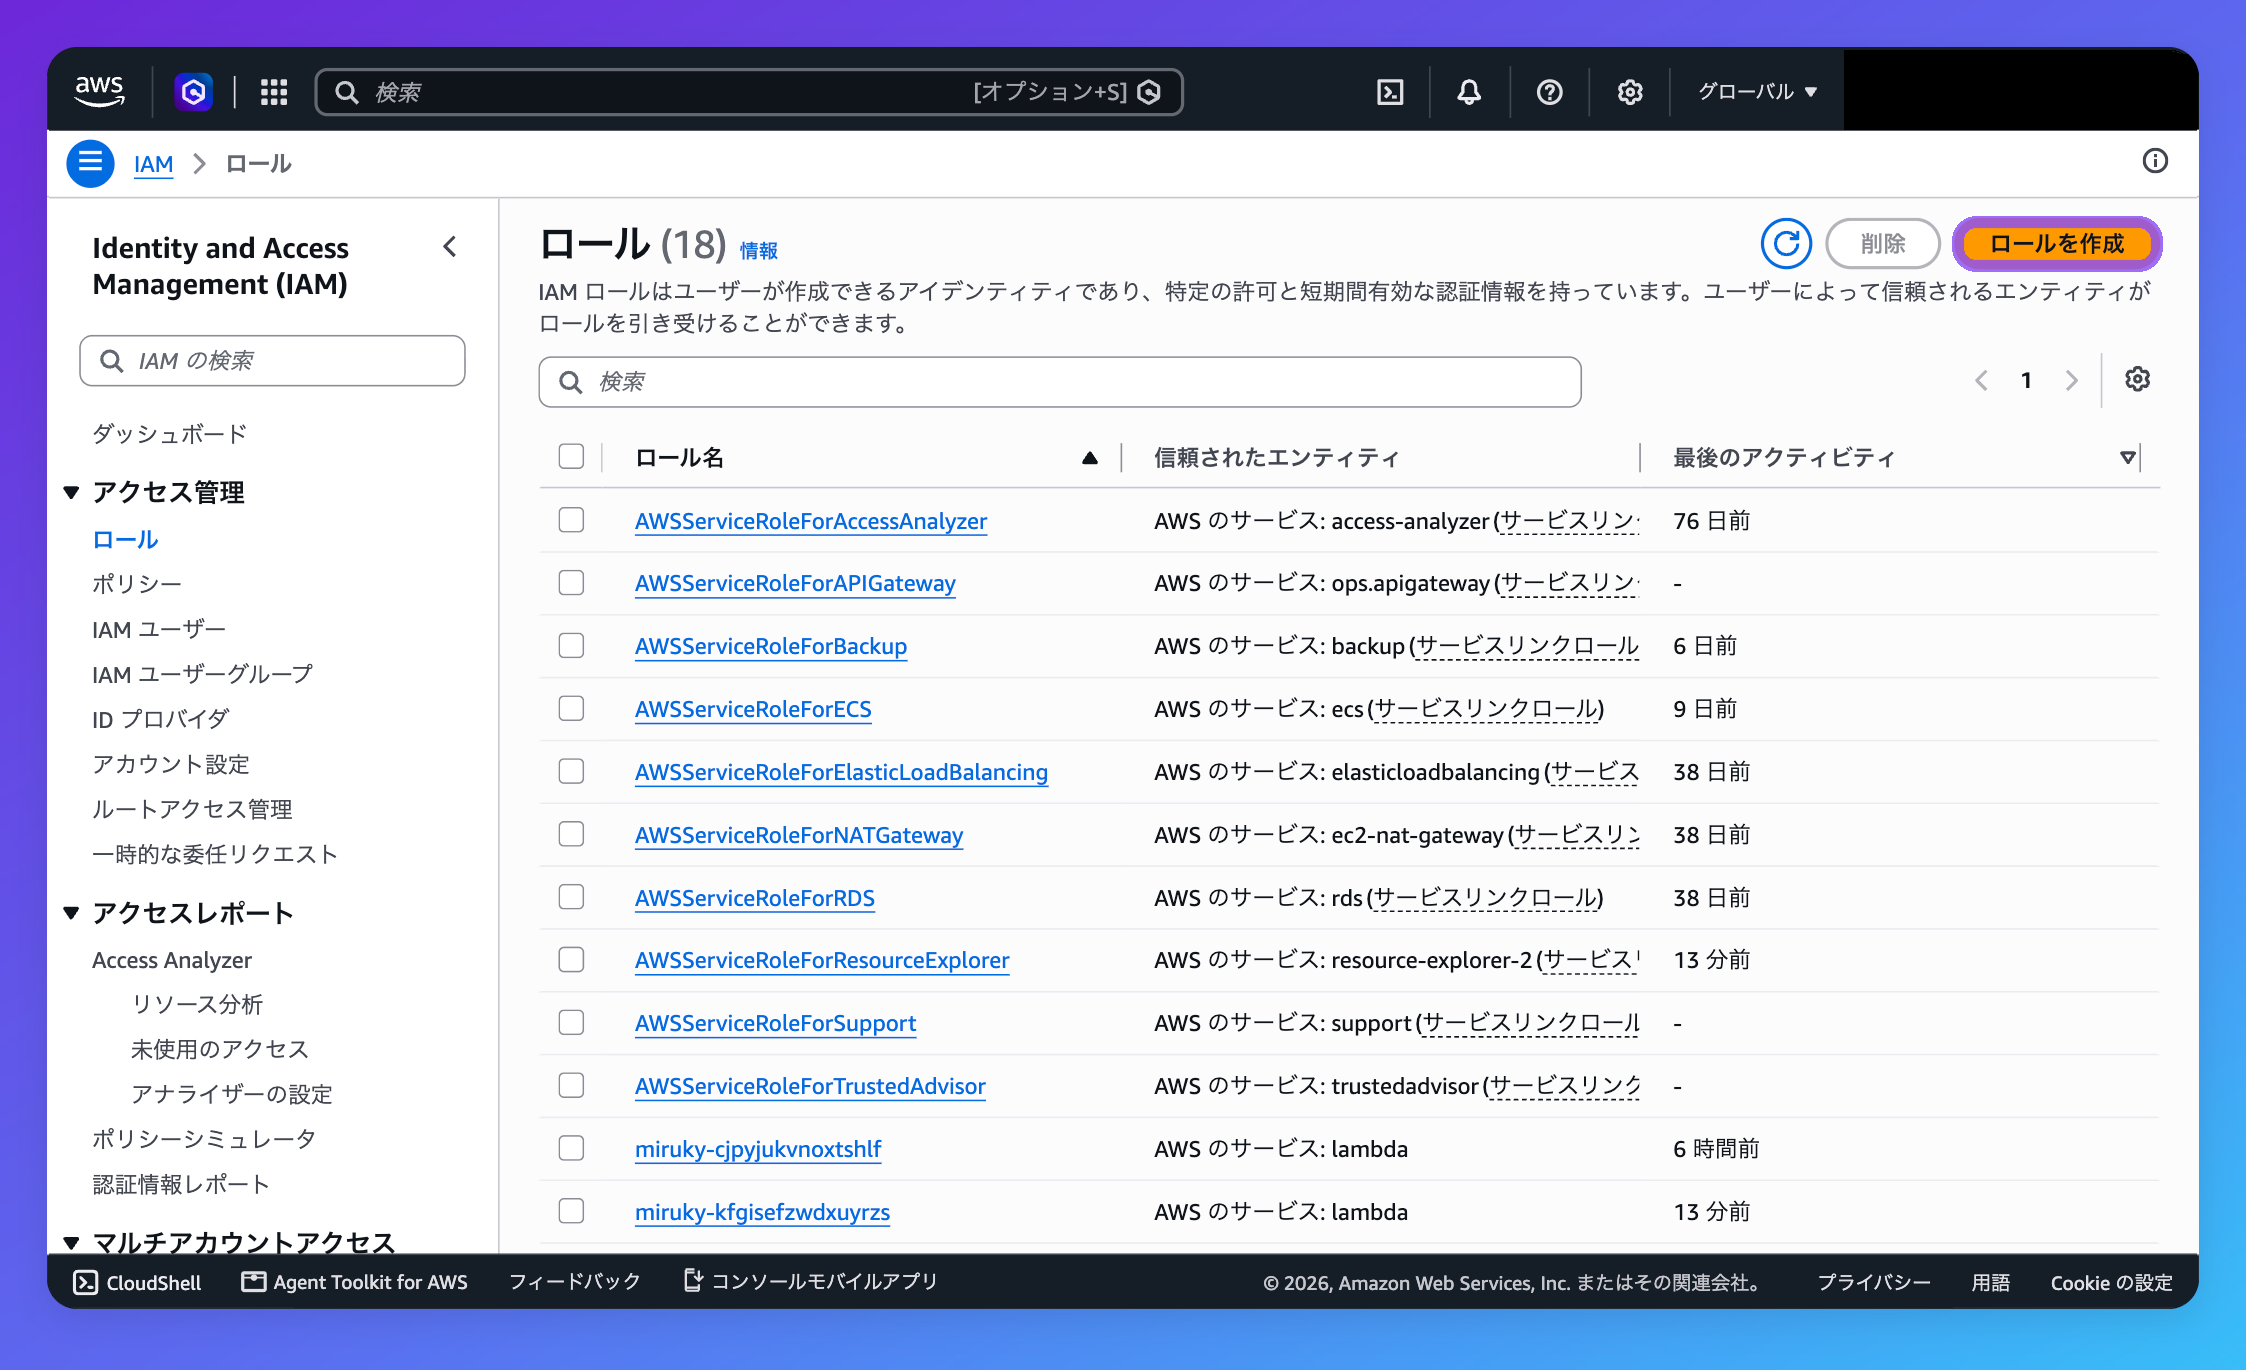 aws
検索 [オプション+S]
グローバル ▼
IAM > ロール
Identity and Access
Management (IAM)
IAM の検索
ダッシュボード
▼ アクセス管理
ロール
ポリシー
IAM ユーザー
IAM ユーザーグループ
ID プロバイダ
アカウント設定
ルートアクセス管理
一時的な委任リクエスト
▼ アクセスレポート
Access Analyzer
リソース分析
未使用のアクセス
アナライザーの設定
ポリシーシミュレータ
認証情報レポート
▼ マルチアカウントアクセス
ロール (18) 情報
削除
ロールを作成
IAM ロールはユーザーが作成できるアイデンティティであり、特定の許可と短期間有効な認証情報を持っています。ユーザーによって信頼されるエンティティが
ロールを引き受けることができます。
検索
1
ロール名 ▲ 信頼されたエンティティ 最後のアクティビティ
AWSServiceRoleForAccessAnalyzer AWS のサービス: access-analyzer (サービスリン 76 日前
AWSServiceRoleForAPIGateway AWS のサービス: ops.apigateway (サービスリン -
AWSServiceRoleForBackup AWS のサービス: backup (サービスリンクロール 6 日前
AWSServiceRoleForECS AWS のサービス: ecs (サービスリンクロール) 9 日前
AWSServiceRoleForElasticLoadBalancing AWS のサービス: elasticloadbalancing (サービス 38 日前
AWSServiceRoleForNATGateway AWS のサービス: ec2-nat-gateway (サービスリン 38 日前
AWSServiceRoleForRDS AWS のサービス: rds (サービスリンクロール) 38 日前
AWSServiceRoleForResourceExplorer AWS のサービス: resource-explorer-2 (サービス 13 分前
AWSServiceRoleForSupport AWS のサービス: support (サービスリンクロール -
AWSServiceRoleForTrustedAdvisor AWS のサービス: trustedadvisor (サービスリンク -
miruky-cjpyjukvnoxtshlf AWS のサービス: lambda 6 時間前
miruky-kfgisefzwdxuyrzs AWS のサービス: lambda 13 分前
CloudShell Agent Toolkit for AWS フィードバック コンソールモバイルアプリ © 2026, Amazon Web Services, Inc. またはその関連会社。 プライバシー 用語 Cookie の設定